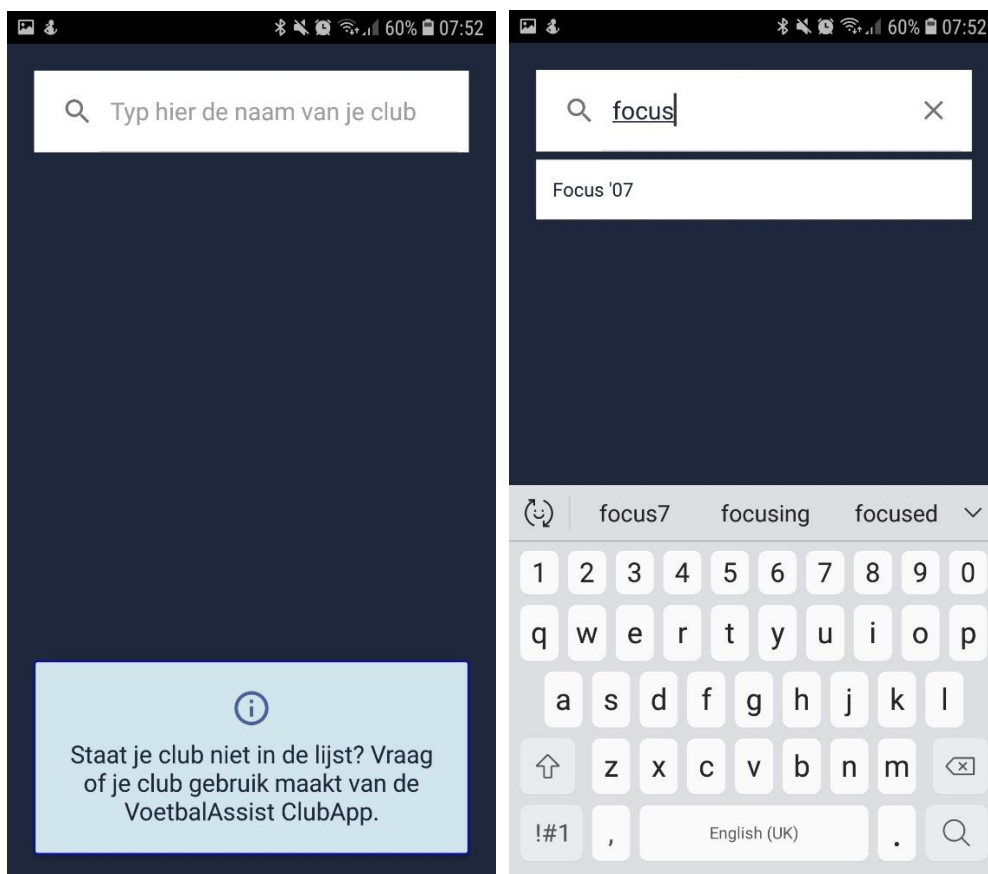 60% 07:52
Typ hier de naam van je club
Staat je club niet in de lijst? Vraag
of je club gebruik maakt van de
VoetbalAssist ClubApp.
60% 07:52
focus
Focus '07
focus7 focusing focused
1 2 3 4 5 6 7 8 9 0
q w e r t y u i o p
a s d f g h j k l
z x c v b n m
!#1 , English (UK) .